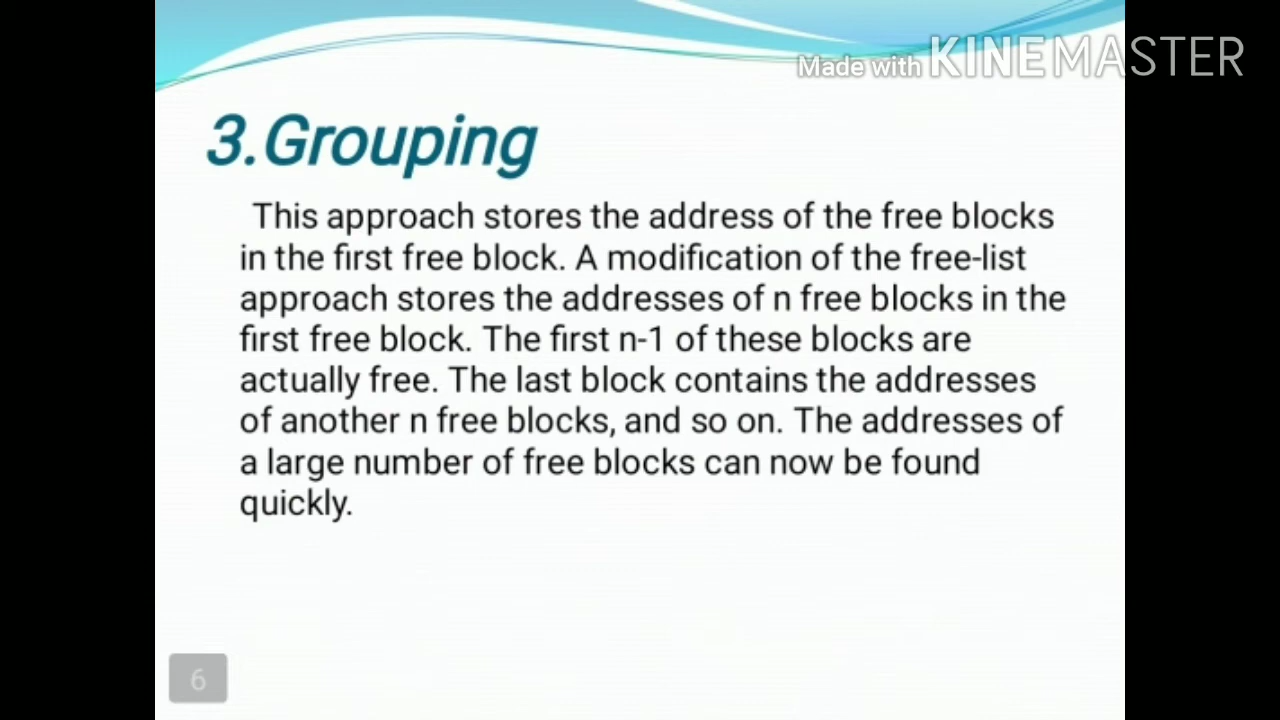 Made with KINEMASTER
3.Grouping
This approach stores the address of the free blocks
in the first free block. A modification of the free-list
approach stores the addresses of n free blocks in the
first free block. The first n-1 of these blocks are
actually free. The last block contains the addresses
of another n free blocks, and so on. The addresses of
a large number of free blocks can now be found
quickly.
6